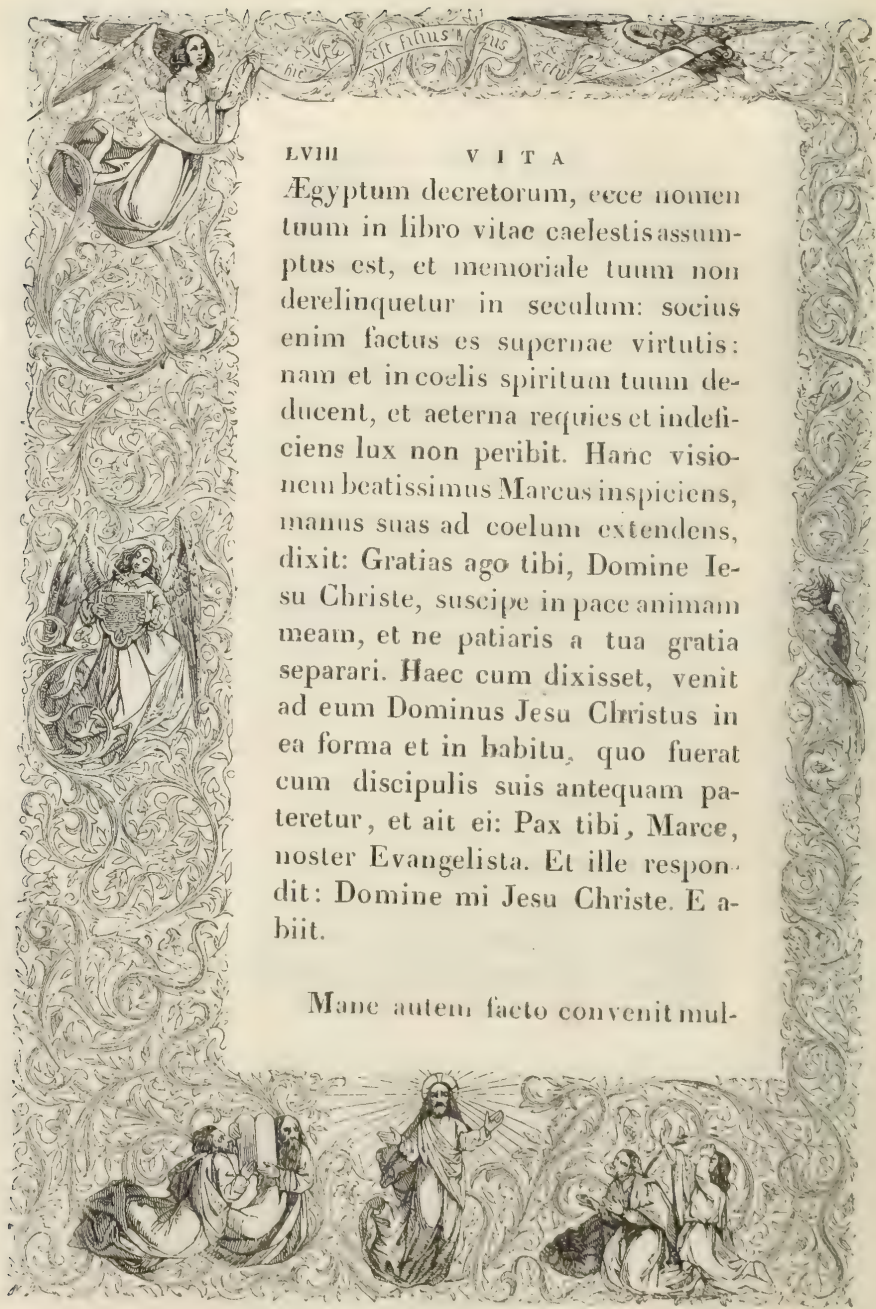 hic est filius meus
LVIII VITA
Ægyptum decretorum, ecce nomen
tuum in libro vitae caelestis assum-
ptus est, et memoriale tuum non
derelinquetur in seculum: socius
enim factus es supernae virtutis:
nam et in coelis spiritum tuum de-
ducent, et aeterna requies et indefi-
ciens lux non peribit. Hanc visio-
nem beatissimus Marcus inspiciens,
manus suas ad coelum extendens,
dixit: Gratias ago tibi, Domine Ie-
su Christe, suscipe in pace animam
meam, et ne patiaris a tua gratia
separari. Haec cum dixisset, venit
ad eum Dominus Jesu Christus in
ea forma et in habitu, quo fuerat
cum discipulis suis antequam pa-
teretur, et ait ei: Pax tibi, Marce,
noster Evangelista. Et ille respon-
dit: Domine mi Jesu Christe. E a-
biit.
Mane autem facto convenit mul-